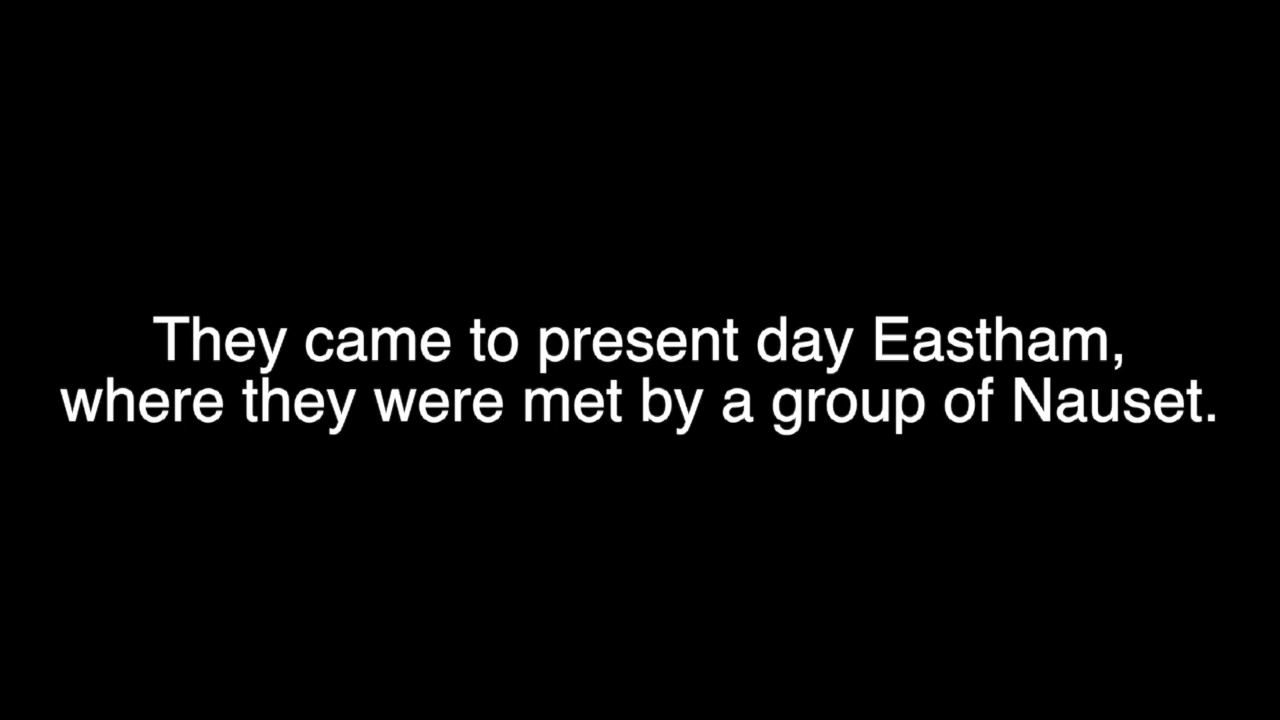 They came to present day Eastham,
where they were met by a group of Nauset.